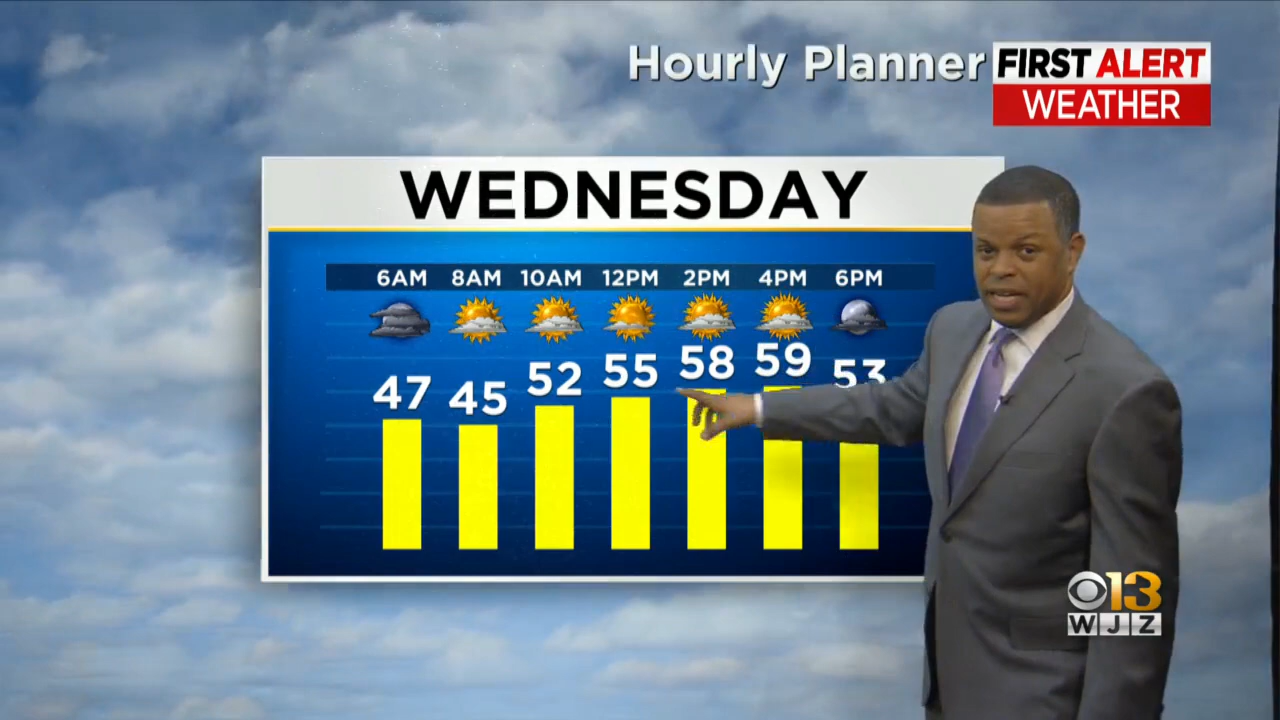 Hourly Planner
FIRST ALERT
WEATHER
WEDNESDAY
6AM 8AM 10AM 12PM 2PM 4PM 6PM
47 45 52 55 58 59 53
13
WJZ